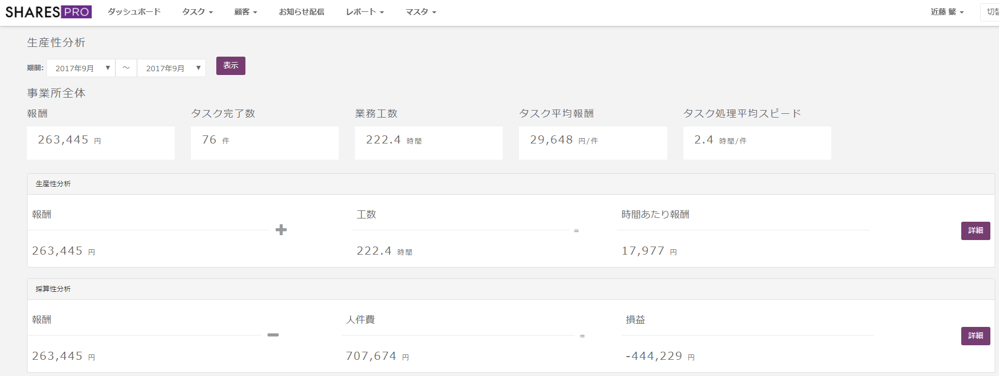 SHARES PRO ダッシュボード タスク 顧客 お知らせ配信 レポート マスタ 近藤 繁
生産性分析
期間: 2017年9月 ▼ ～ 2017年9月 ▼ 表示
事業所全体
報酬 タスク完了数 業務工数 タスク平均報酬 タスク処理平均スピード
263,445 円 76 件 222.4 時間 29,648 円/件 2.4 時間/件
生産性分析
報酬 工数 時間あたり報酬
+ = 詳細
263,445 円 222.4 時間 17,977 円
採算性分析
報酬 人件費 損益
- = 詳細
263,445 円 707,674 円 -444,229 円